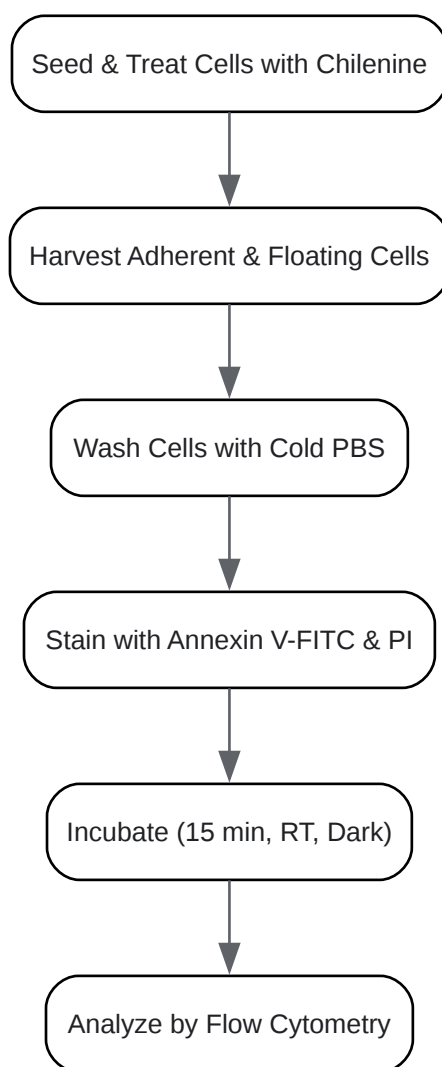 Seed & Treat Cells with Chilenine
Harvest Adherent & Floating Cells
Wash Cells with Cold PBS
Stain with Annexin V-FITC & PI
Incubate (15 min, RT, Dark)
Analyze by Flow Cytometry